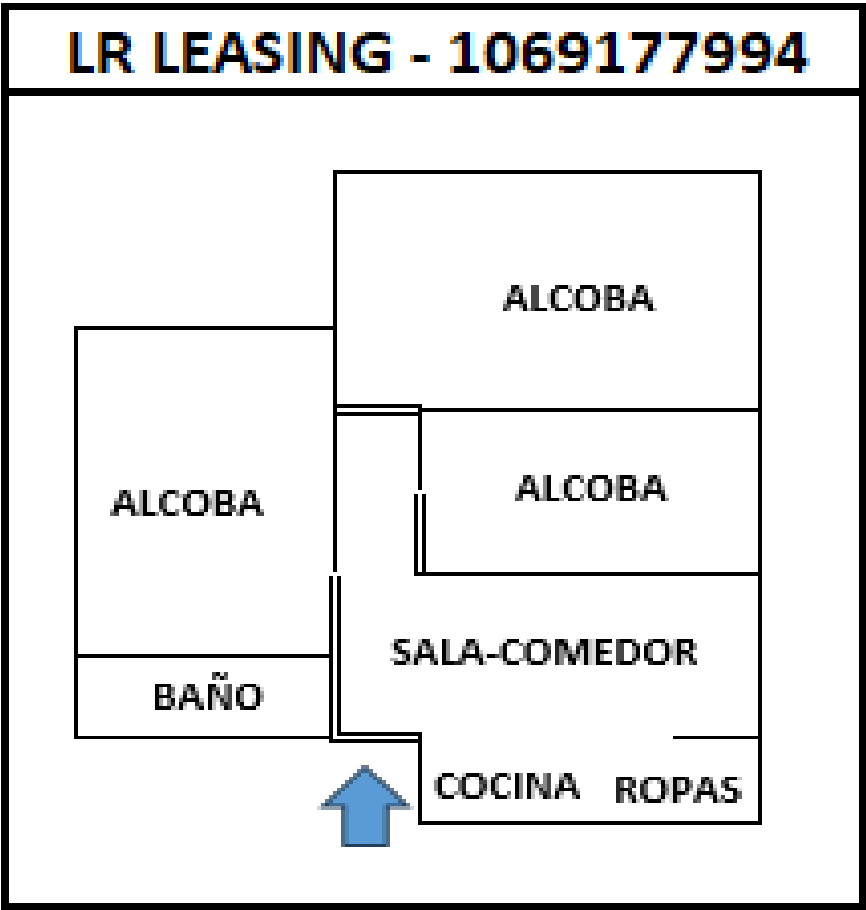 LR LEASING - 1069177994
ALCOBA
ALCOBA
ALCOBA
SALA-COMEDOR
BAÑO
COCINA
ROPAS